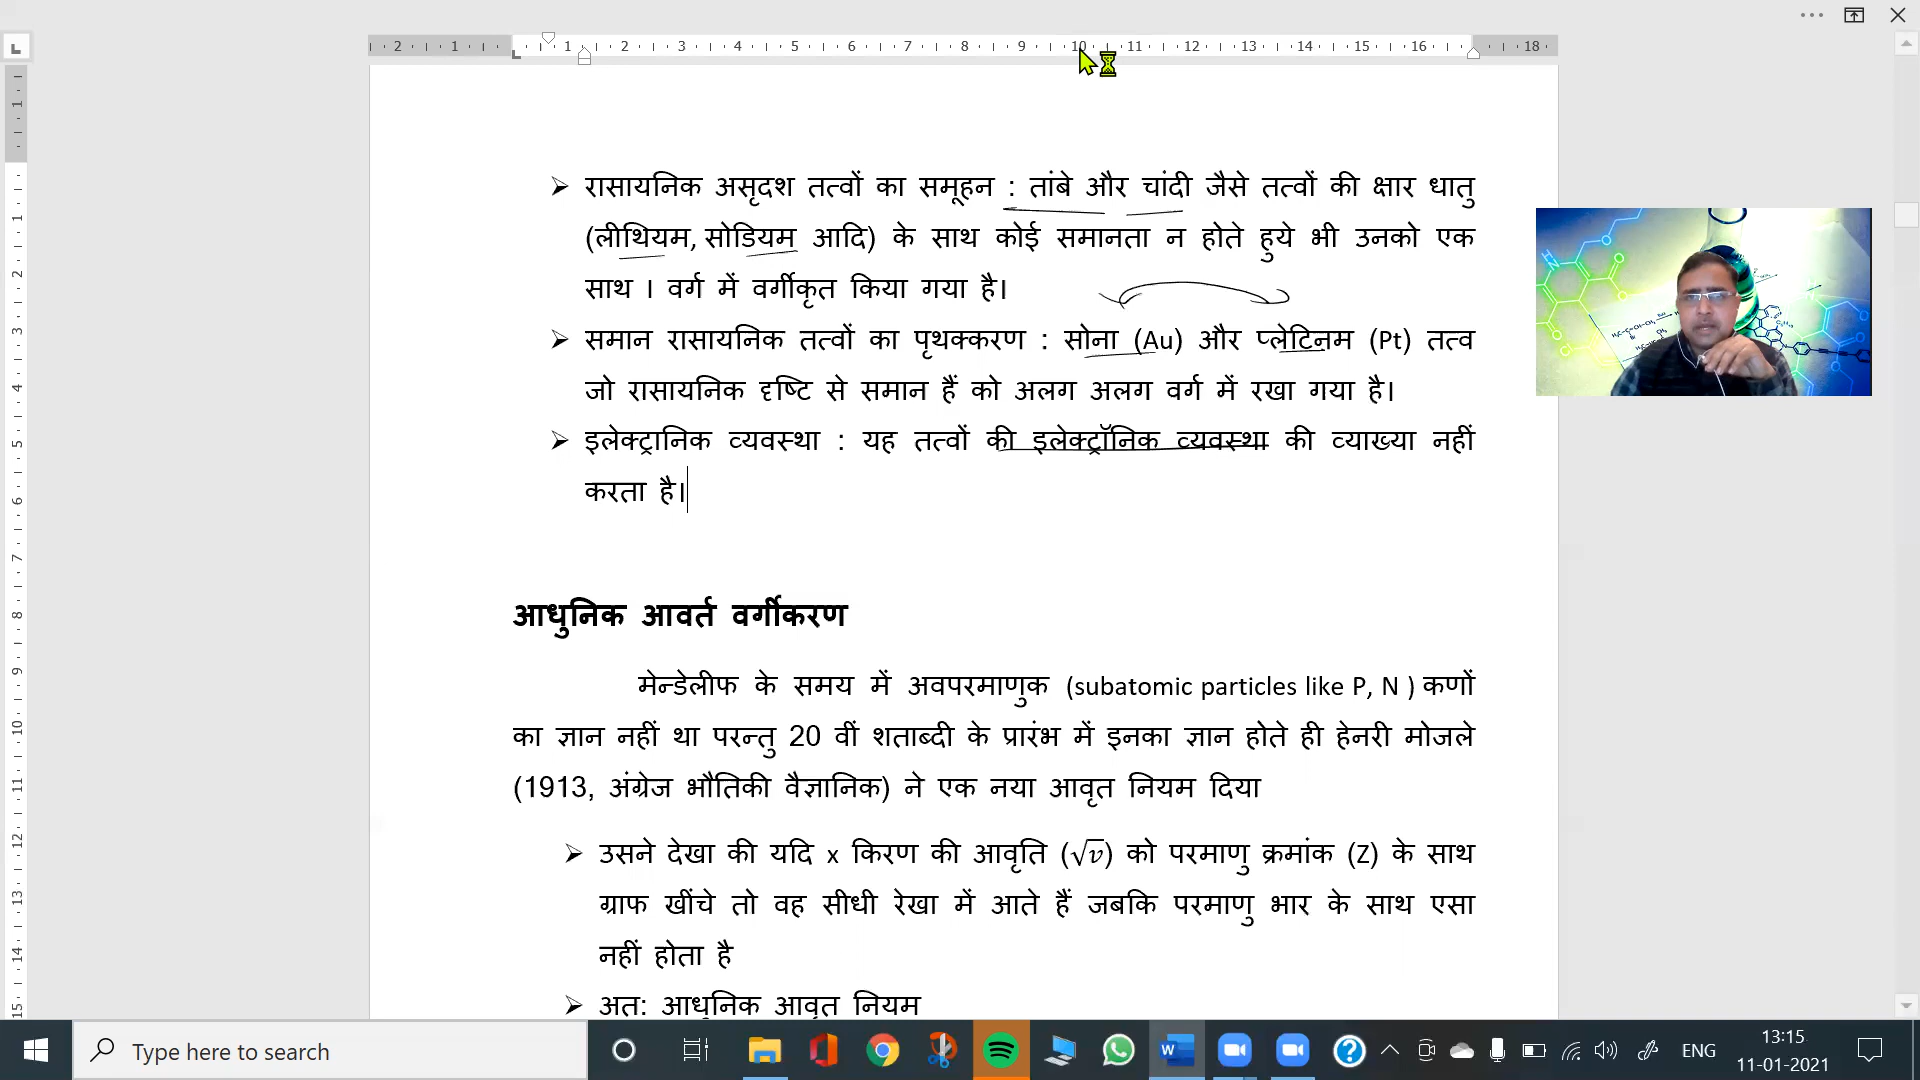 2 1 1 2 3 4 5 6 7 8 9 10 11 12 13 14 15 16 18
रासायनिक असृदश तत्वों का समूहन : तांबे और चांदी जैसे तत्वों की क्षार धातु
(लीथियम, सोडियम आदि) के साथ कोई समानता न होते हुये भी उनको एक
साथ । वर्ग में वर्गीकृत किया गया है।
समान रासायनिक तत्वों का पृथक्करण : सोना (Au) और प्लेटिनम (Pt) तत्व
जो रासायनिक दृष्टि से समान हैं को अलग अलग वर्ग में रखा गया है।
इलेक्ट्रानिक व्यवस्था : यह तत्वों की इलेक्ट्रॉनिक व्यवस्था की व्याख्या नहीं
करता है।
आधुनिक आवर्त वर्गीकरण
मेन्डेलीफ के समय में अवपरमाणुक (subatomic particles like P, N ) कणों
का ज्ञान नहीं था परन्तु 20 वीं शताब्दी के प्रारंभ में इनका ज्ञान होते ही हेनरी मोजले
(1913, अंग्रेज भौतिकी वैज्ञानिक) ने एक नया आवृत नियम दिया
उसने देखा की यदि x किरण की आवृति (√v) को परमाणु क्रमांक (Z) के साथ
ग्राफ खींचे तो वह सीधी रेखा में आते हैं जबकि परमाणु भार के साथ एसा
नहीं होता है
अत: आधुनिक आवृत नियम
Type here to search
ENG
13:15
11-01-2021